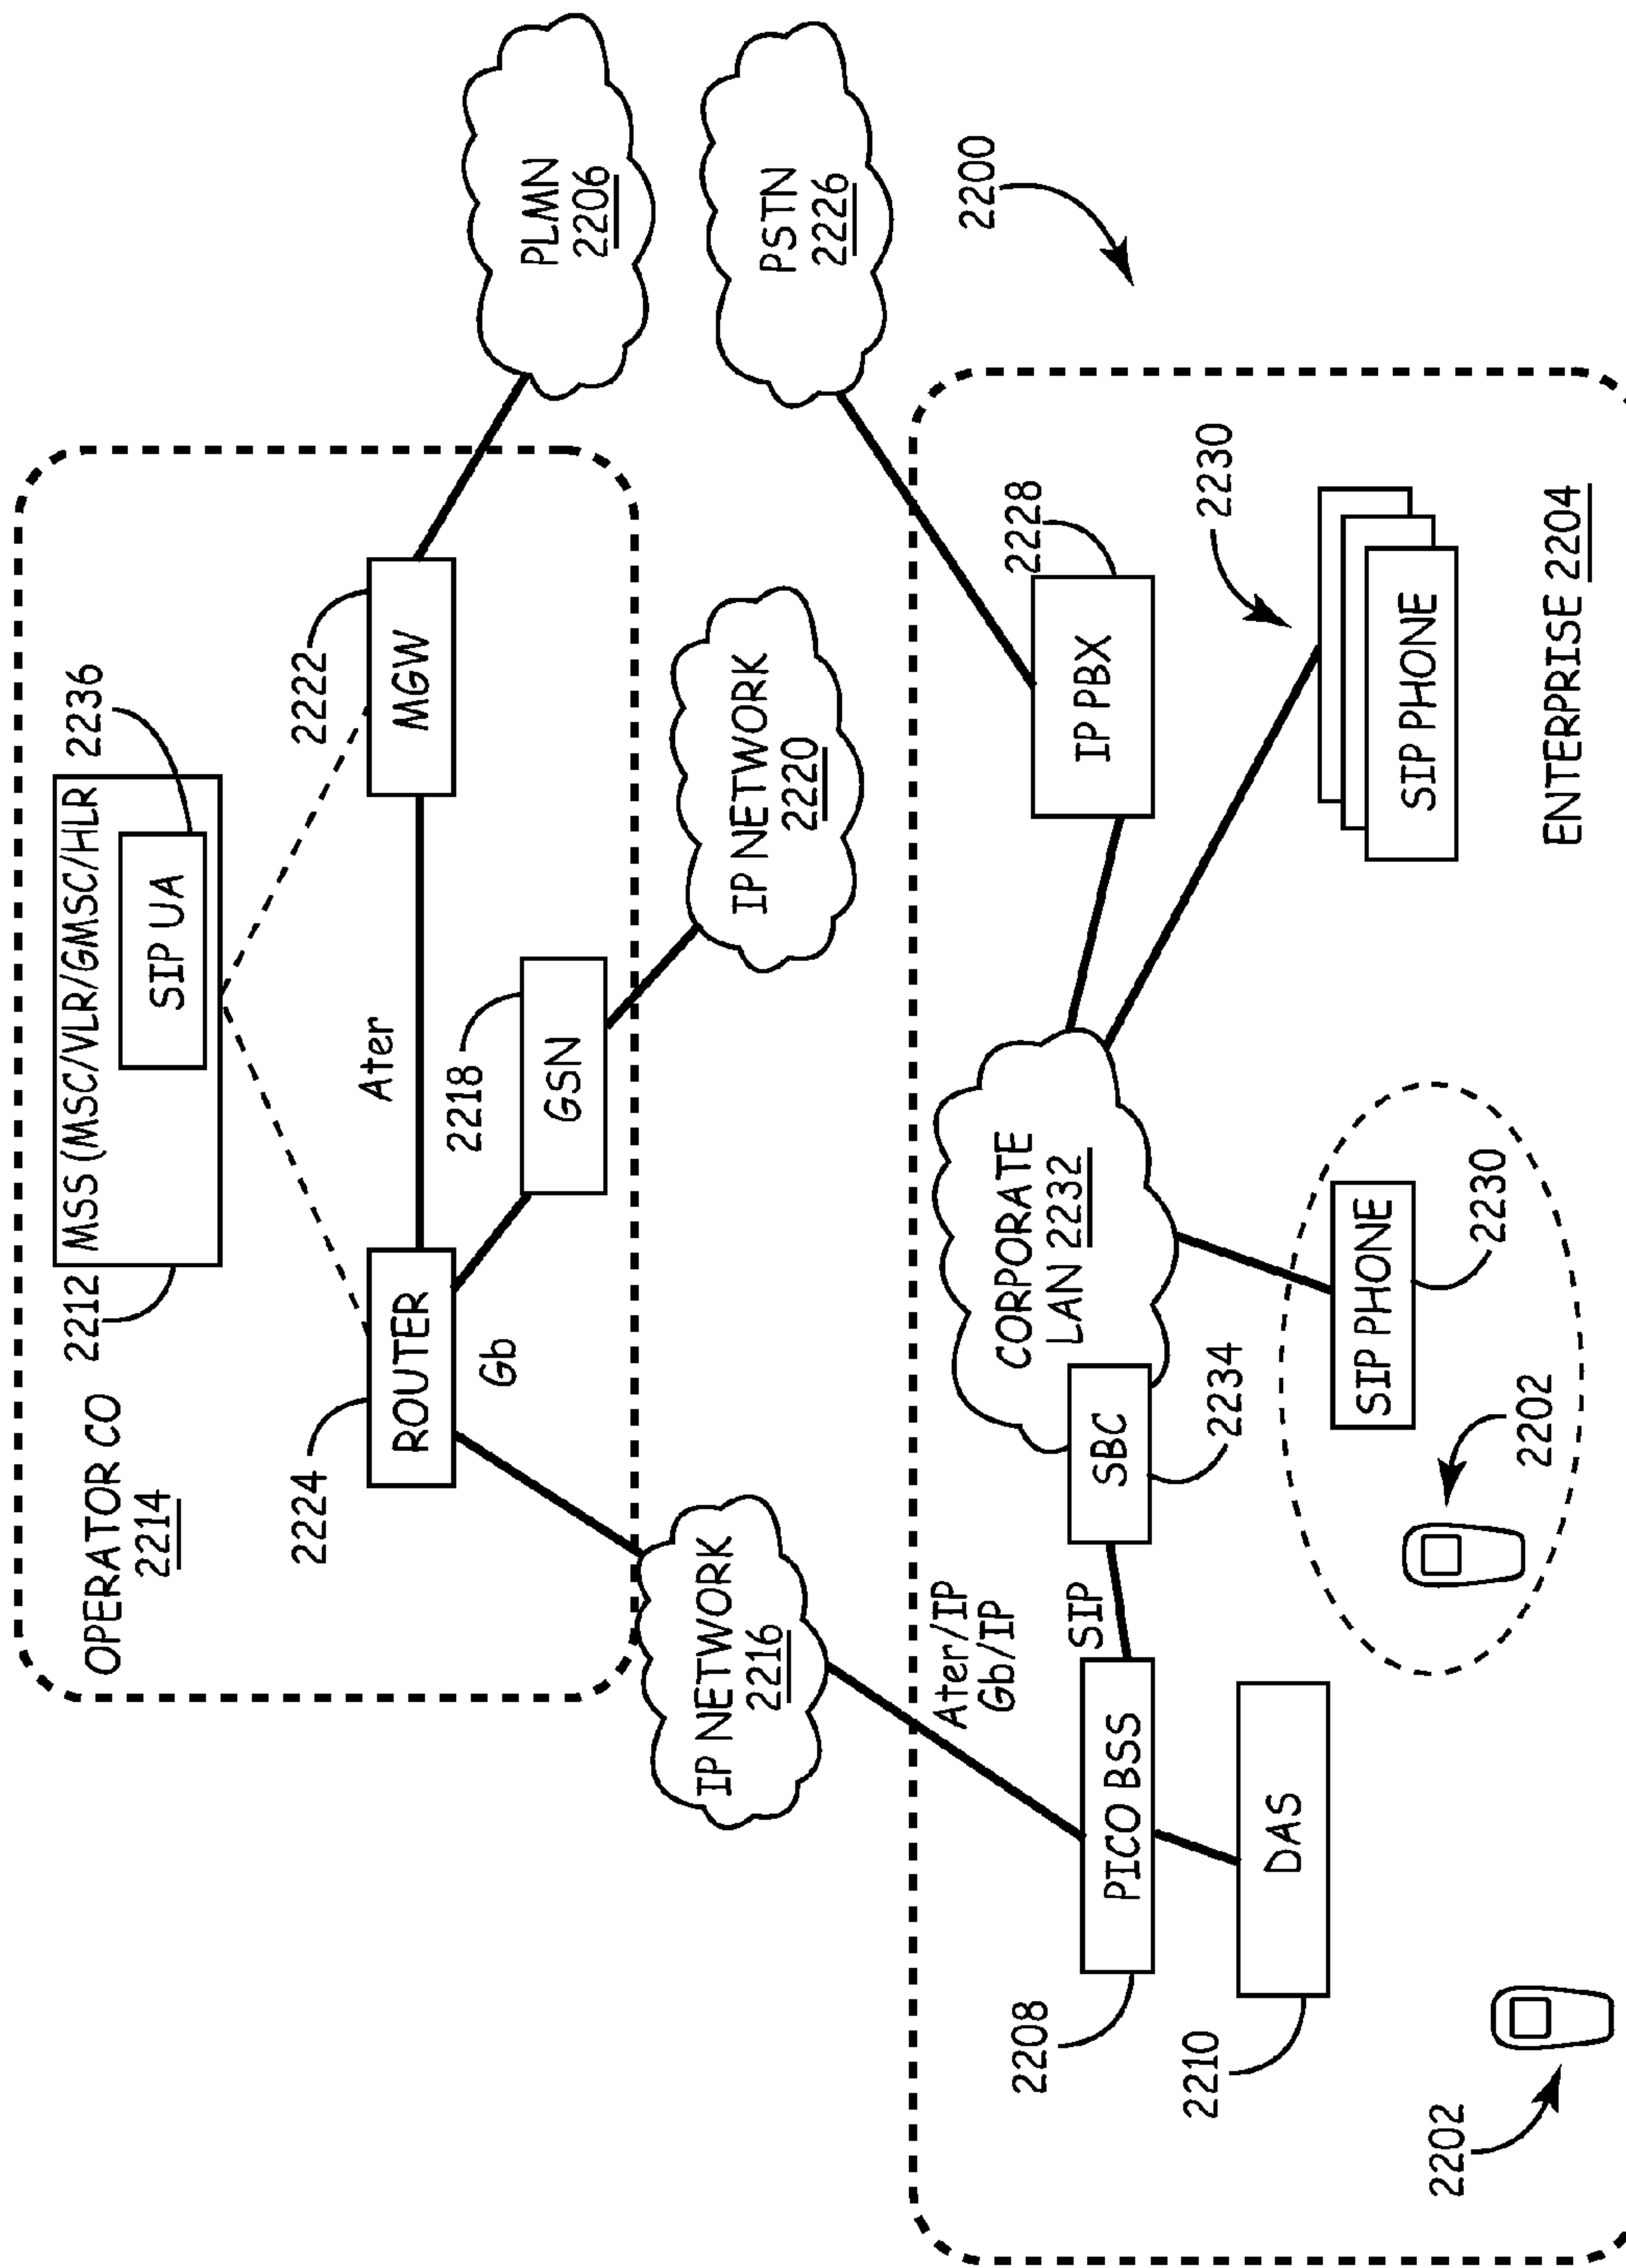 OPERATOR CO
2214
2212
MSS (MSC/VLR/GMSC/HLR
2236
SIP UA
2224
ROUTER
Ater
2222
MGW
Gb
2218
GSN
PLMN
2206
IP NETWORK
2216
IP NETWORK
2220
PSTN
2226
2200
Ater/IP
Gb/IP
SIP
2208
PICO BSS
2210
DAS
SBC
2234
CORPORATE
LAN 2232
2228
IP PBX
2230
SIP PHONE
SIP PHONE
2230
2202
2202
ENTERPRISE 2204